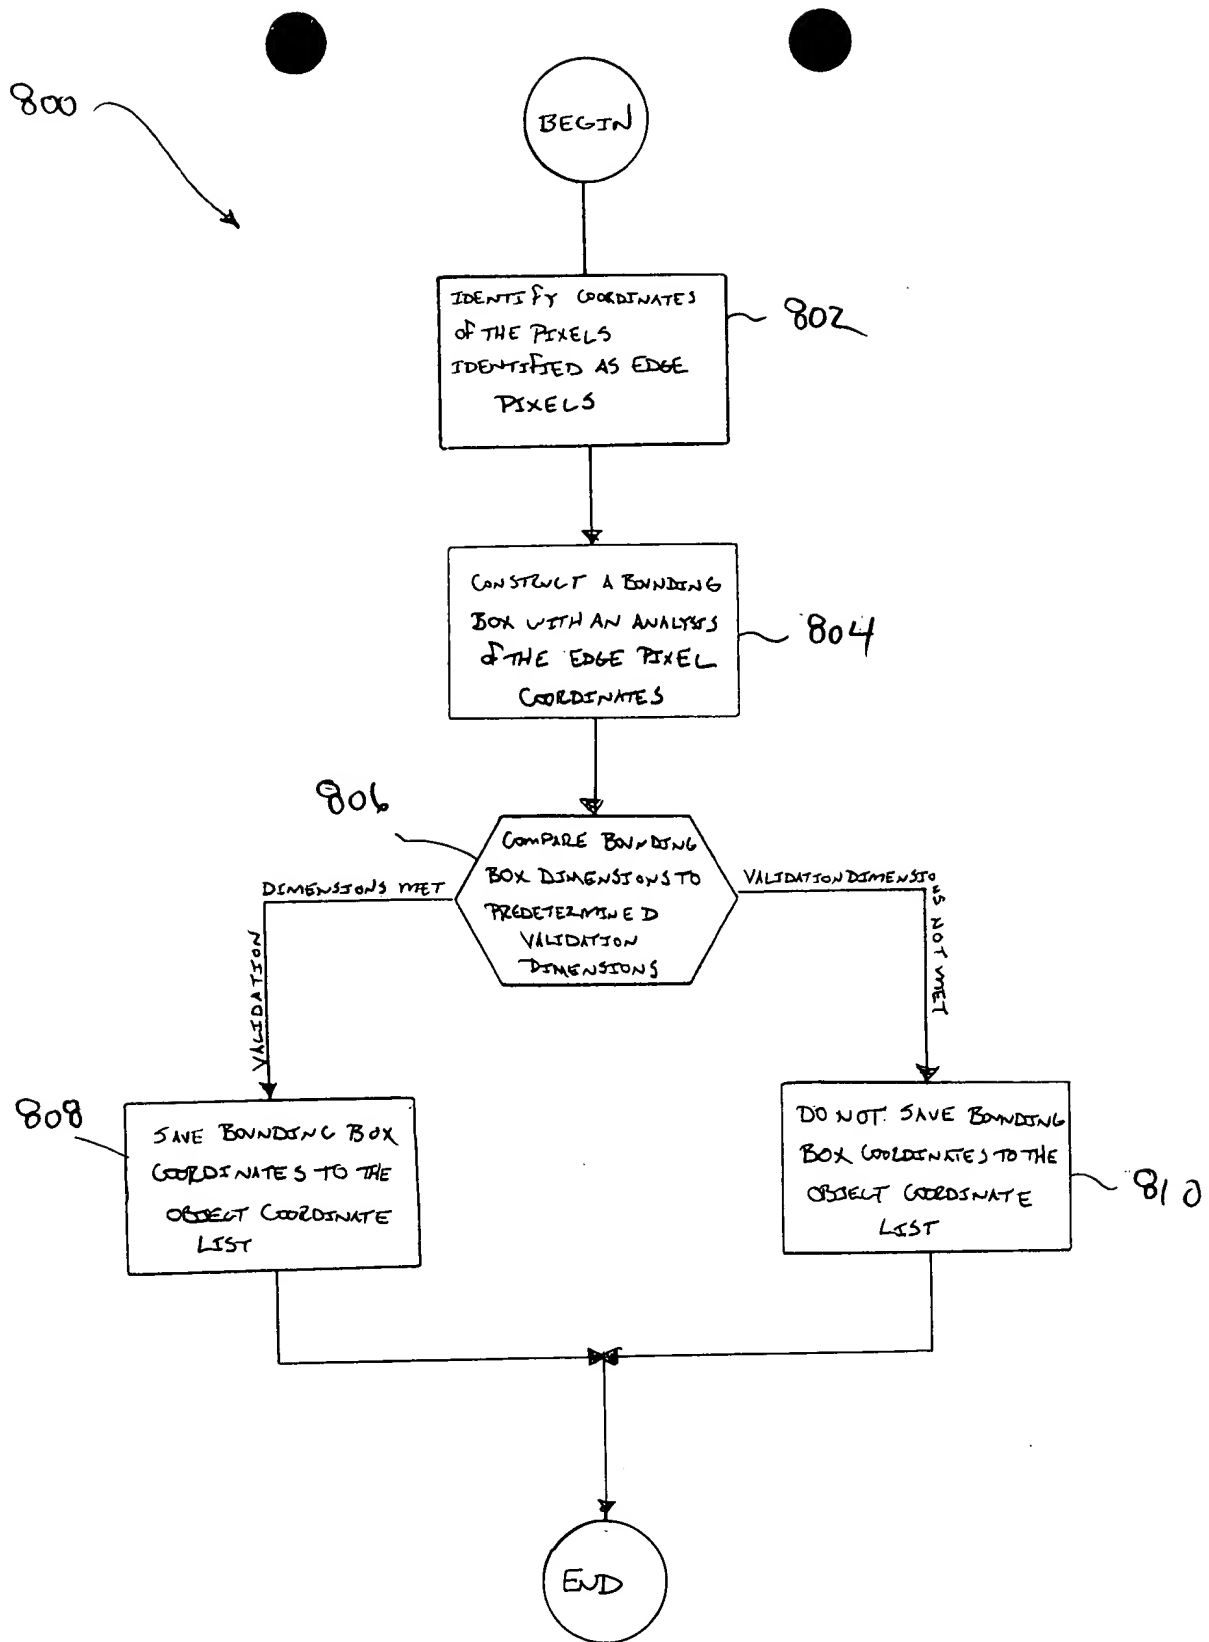 800
BEGIN
IDENTIFY COORDINATES
OF THE PIXELS
IDENTIFIED AS EDGE
PIXELS
802
CONSTRUCT A BOUNDING
BOX WITH AN ANALYSIS
OF THE EDGE PIXEL
COORDINATES
804
806
COMPARE BOUNDING
BOX DIMENSIONS TO
PREDETERMINED
VALIDATION
DIMENSIONS
VALIDATION
DIMENSIONS MET
VALIDATION DIMENSIONS NOT MET
808
SAVE BOUNDING BOX
COORDINATES TO THE
OBJECT COORDINATE
LIST
DO NOT SAVE BOUNDING
BOX COORDINATES TO THE
OBJECT COORDINATE
LIST
810
END